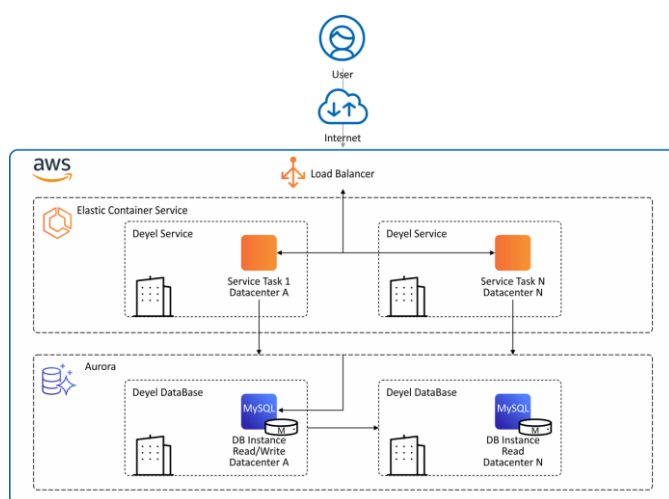 User
Internet
aws
Load Balancer
Elastic Container Service
Deyel Service
Service Task 1
Datacenter A
Deyel Service
Service Task N
Datacenter N
Aurora
Deyel DataBase
MySQL
M
DB Instance
Read/Write
Datacenter A
Deyel DataBase
MySQL
M
DB Instance
Read
Datacenter N